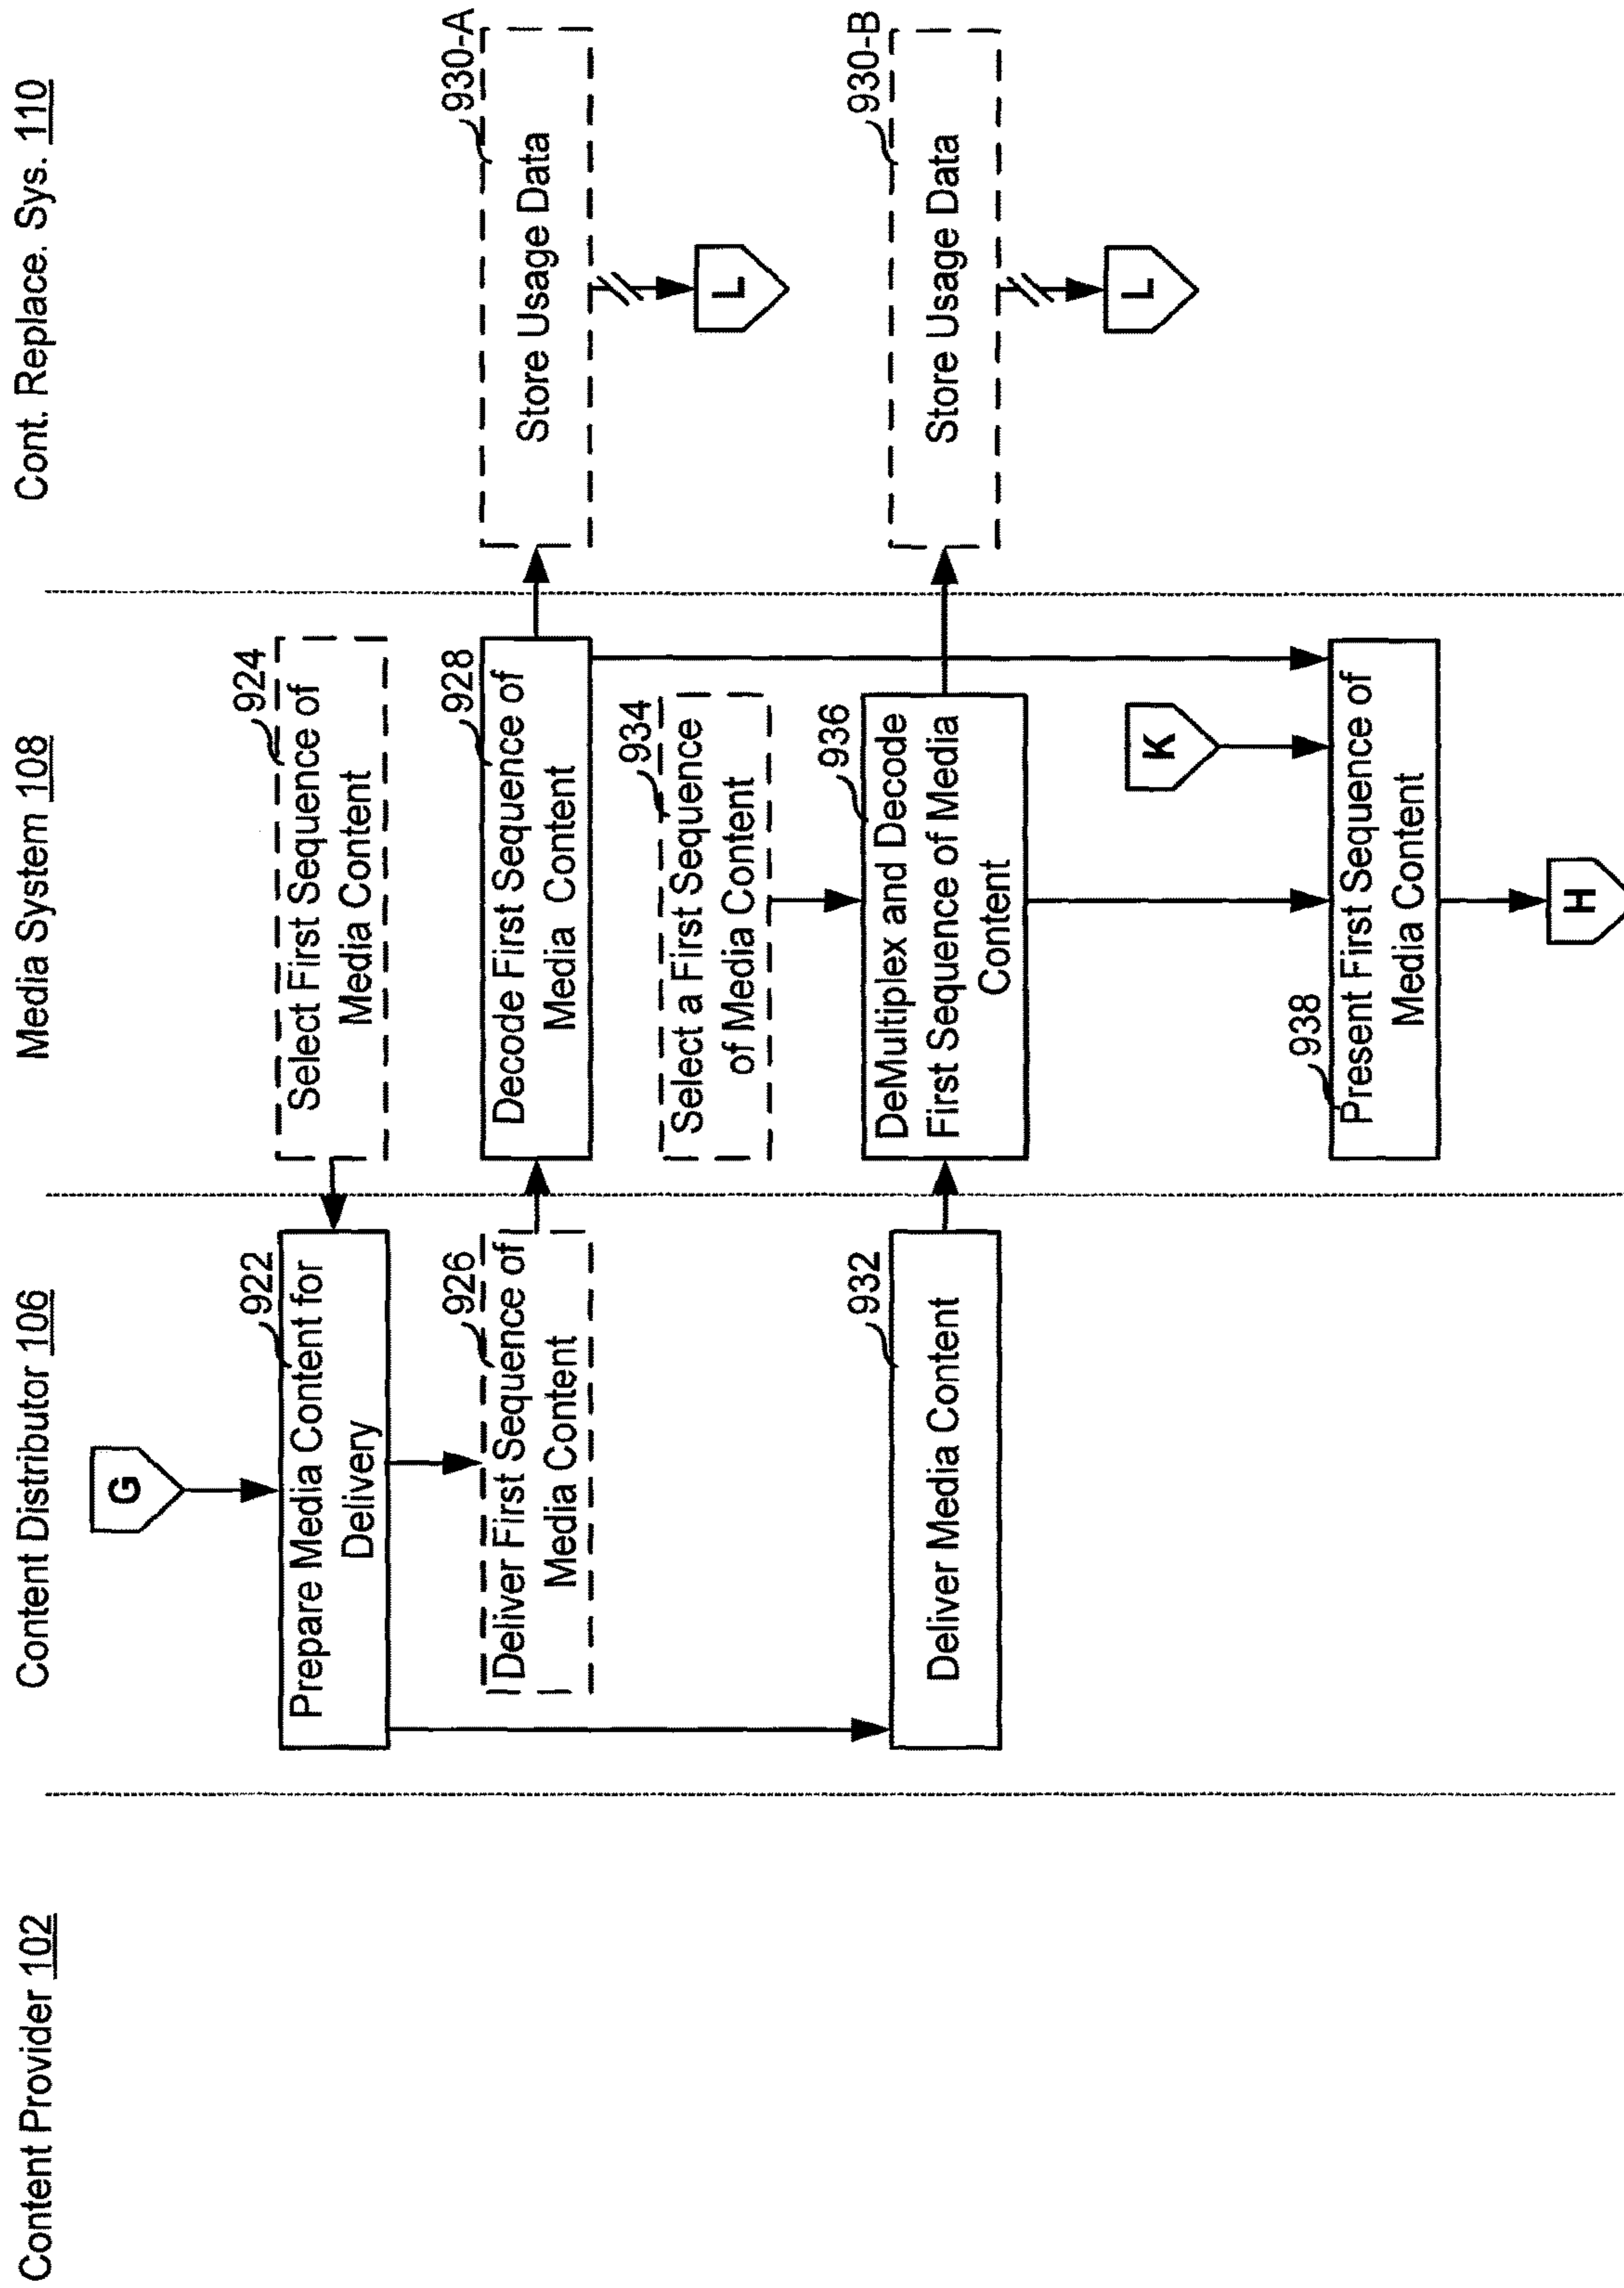 Content Provider 102
Content Distributor 106
Media System 108
Cont. Replace. Sys. 110
G
922
Prepare Media Content for
Delivery
924
Select First Sequence of
Media Content
926
Deliver First Sequence of
Media Content
928
Decode First Sequence of
Media Content
930-A
Store Usage Data
L
934
Select a First Sequence
of Media Content
932
Deliver Media Content
936
DeMultiplex and Decode
First Sequence of Media
Content
930-B
Store Usage Data
L
K
938
Present First Sequence of
Media Content
H